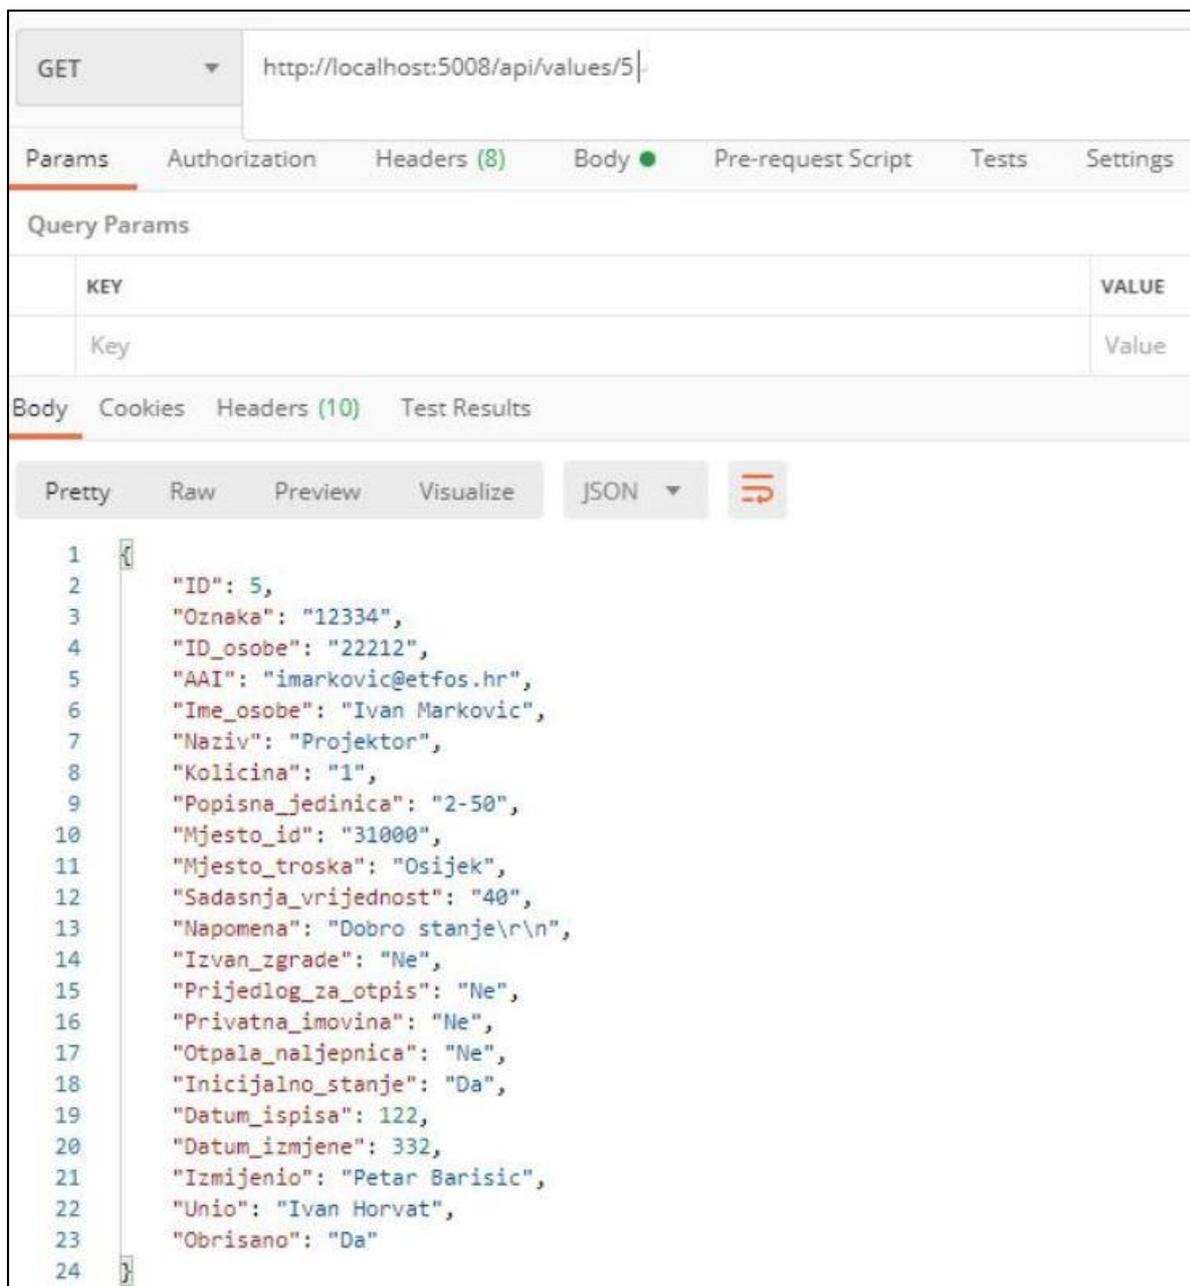 GET http://localhost:5008/api/values/5
Params Authorization Headers (8) Body Pre-request Script Tests Settings
Query Params
KEY VALUE
Key Value
Body Cookies Headers (10) Test Results
Pretty Raw Preview Visualize JSON
1 {
2 "ID": 5,
3 "Oznaka": "12334",
4 "ID_osobe": "22212",
5 "AAI": "imarkovic@etfos.hr",
6 "Ime_osobe": "Ivan Markovic",
7 "Naziv": "Projektor",
8 "Kolicina": "1",
9 "Popisna_jedinica": "2-50",
10 "Mjesto_id": "31000",
11 "Mjesto_troska": "Osijek",
12 "Sadasnja_vrijednost": "40",
13 "Napomena": "Dobro stanje\r\n",
14 "Izvan_zgrade": "Ne",
15 "Prijedlog_za_otpis": "Ne",
16 "Privatna_imovina": "Ne",
17 "Otpala_naljepnica": "Ne",
18 "Inicijalno_stanje": "Da",
19 "Datum_ispisa": 122,
20 "Datum_izmjene": 332,
21 "Izmijenio": "Petar Barisic",
22 "Unio": "Ivan Horvat",
23 "Obrisano": "Da"
24 }